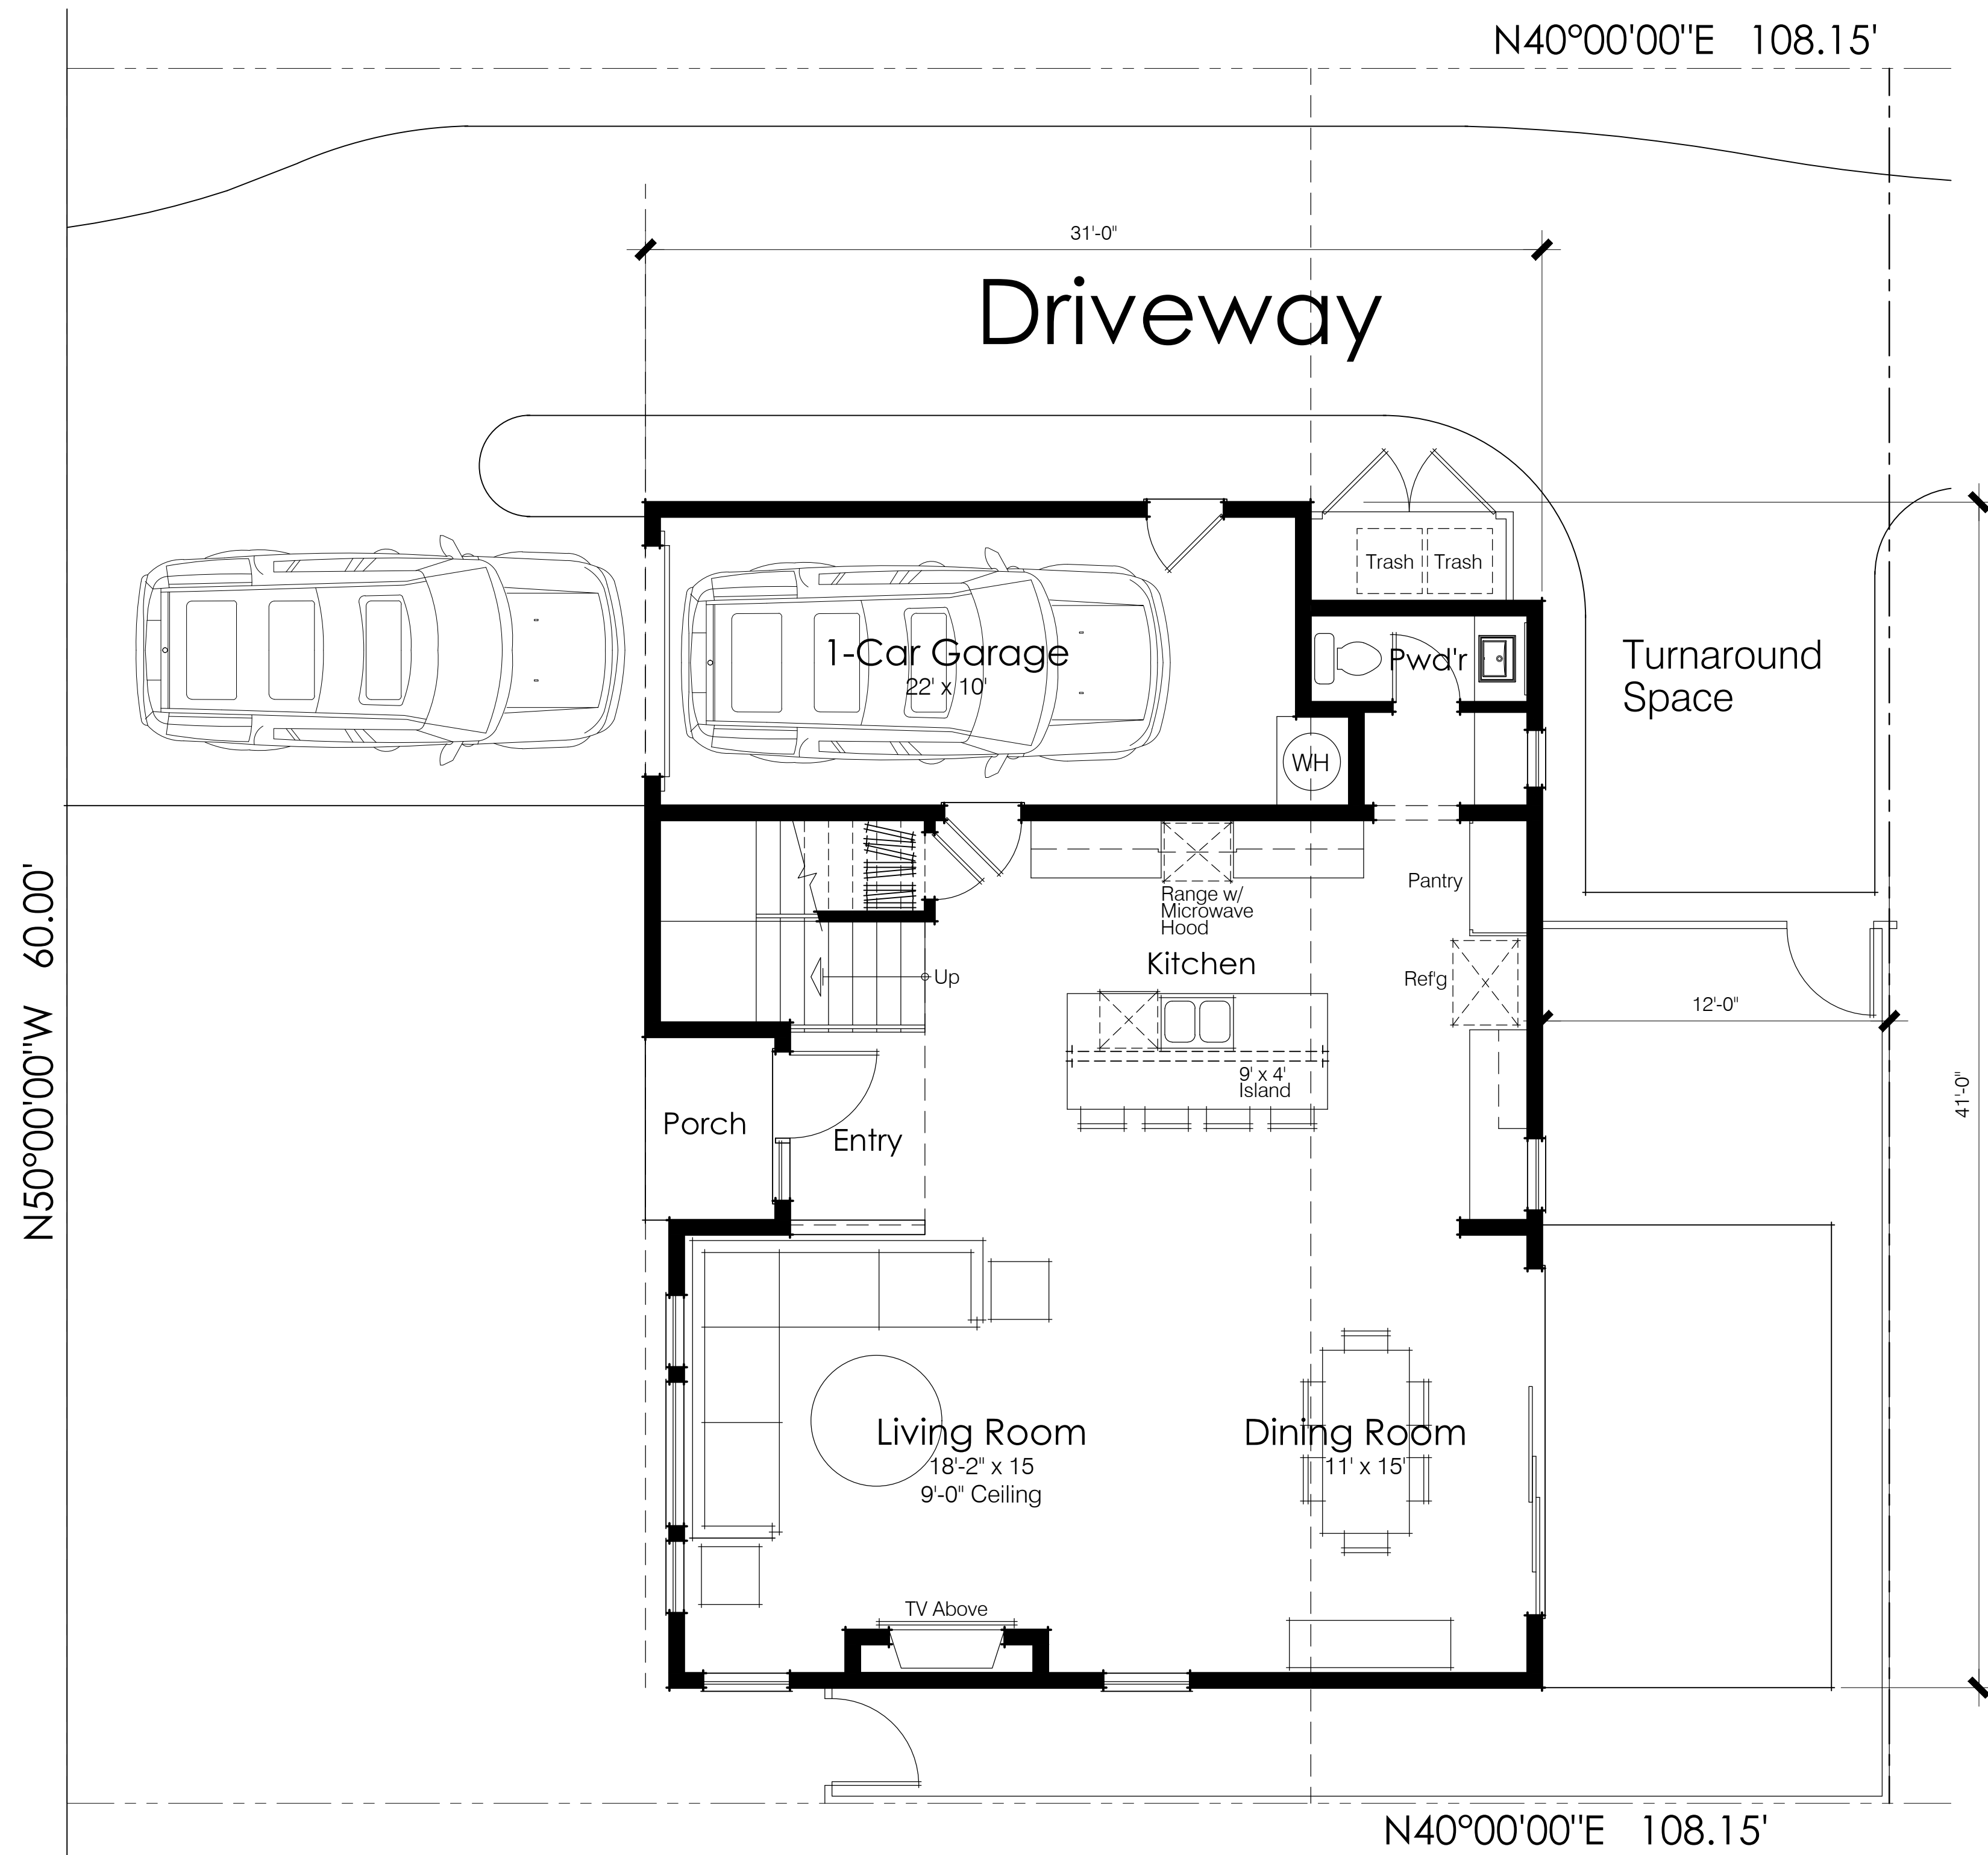 N40°00'00"E 108.15'
31'-0"
Driveway
Trash Trash
1-Car Garage
22' x 10'
Pwd'r
Turnaround
Space
WH
Pantry
Range w/
Microwave
Hood
Kitchen
Up
Ref'g
12'-0"
N50°00'00"W 60.00'
9' x 4'
Island
41'-0"
Porch
Entry
Living Room
18'-2" x 15
9'-0" Ceiling
Dining Room
11' x 15'
TV Above
N40°00'00"E 108.15'